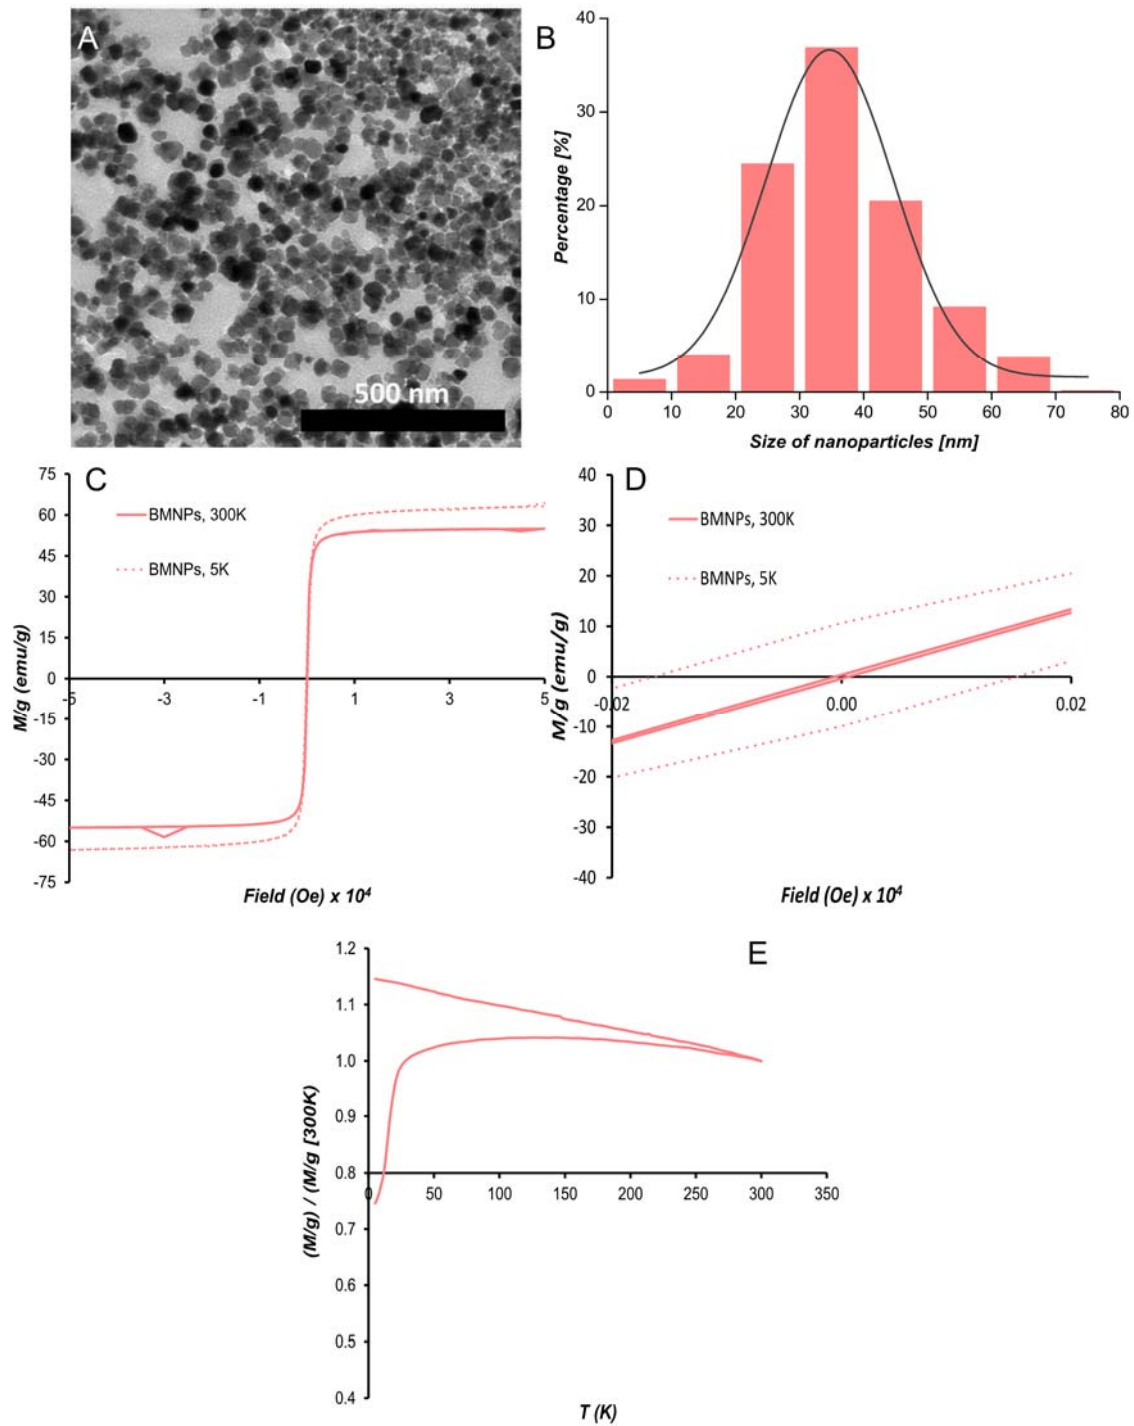 A
500 nm
B
40
30
20
10
0
Percentage [%]
0 10 20 30 40 50 60 70 80
Size of nanoparticles [nm]
C
75
60
45
30
15
0
-15
-30
-45
-60
-75
M/g (emu/g)
BMNPs, 300K
BMNPs, 5K
-5 -3 -1 1 3 5
Field (Oe) x 10⁴
D
40
30
20
10
0
-10
-20
-30
-40
M/g (emu/g)
BMNPs, 300K
BMNPs, 5K
-0.02 0.00 0.02
Field (Oe) x 10⁴
E
1.2
1.1
1.0
0.9
0.8
0.7
0.6
0.5
0.4
(M/g) / (M/g [300K)
0 50 100 150 200 250 300 350
T (K)